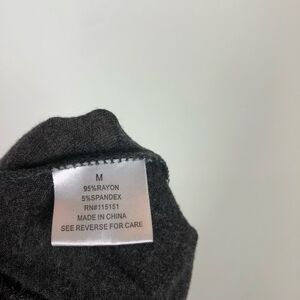 M
95%RAYON
5%SPANDEX
RN#115151
MADE IN CHINA
SEE REVERSE FOR CARE